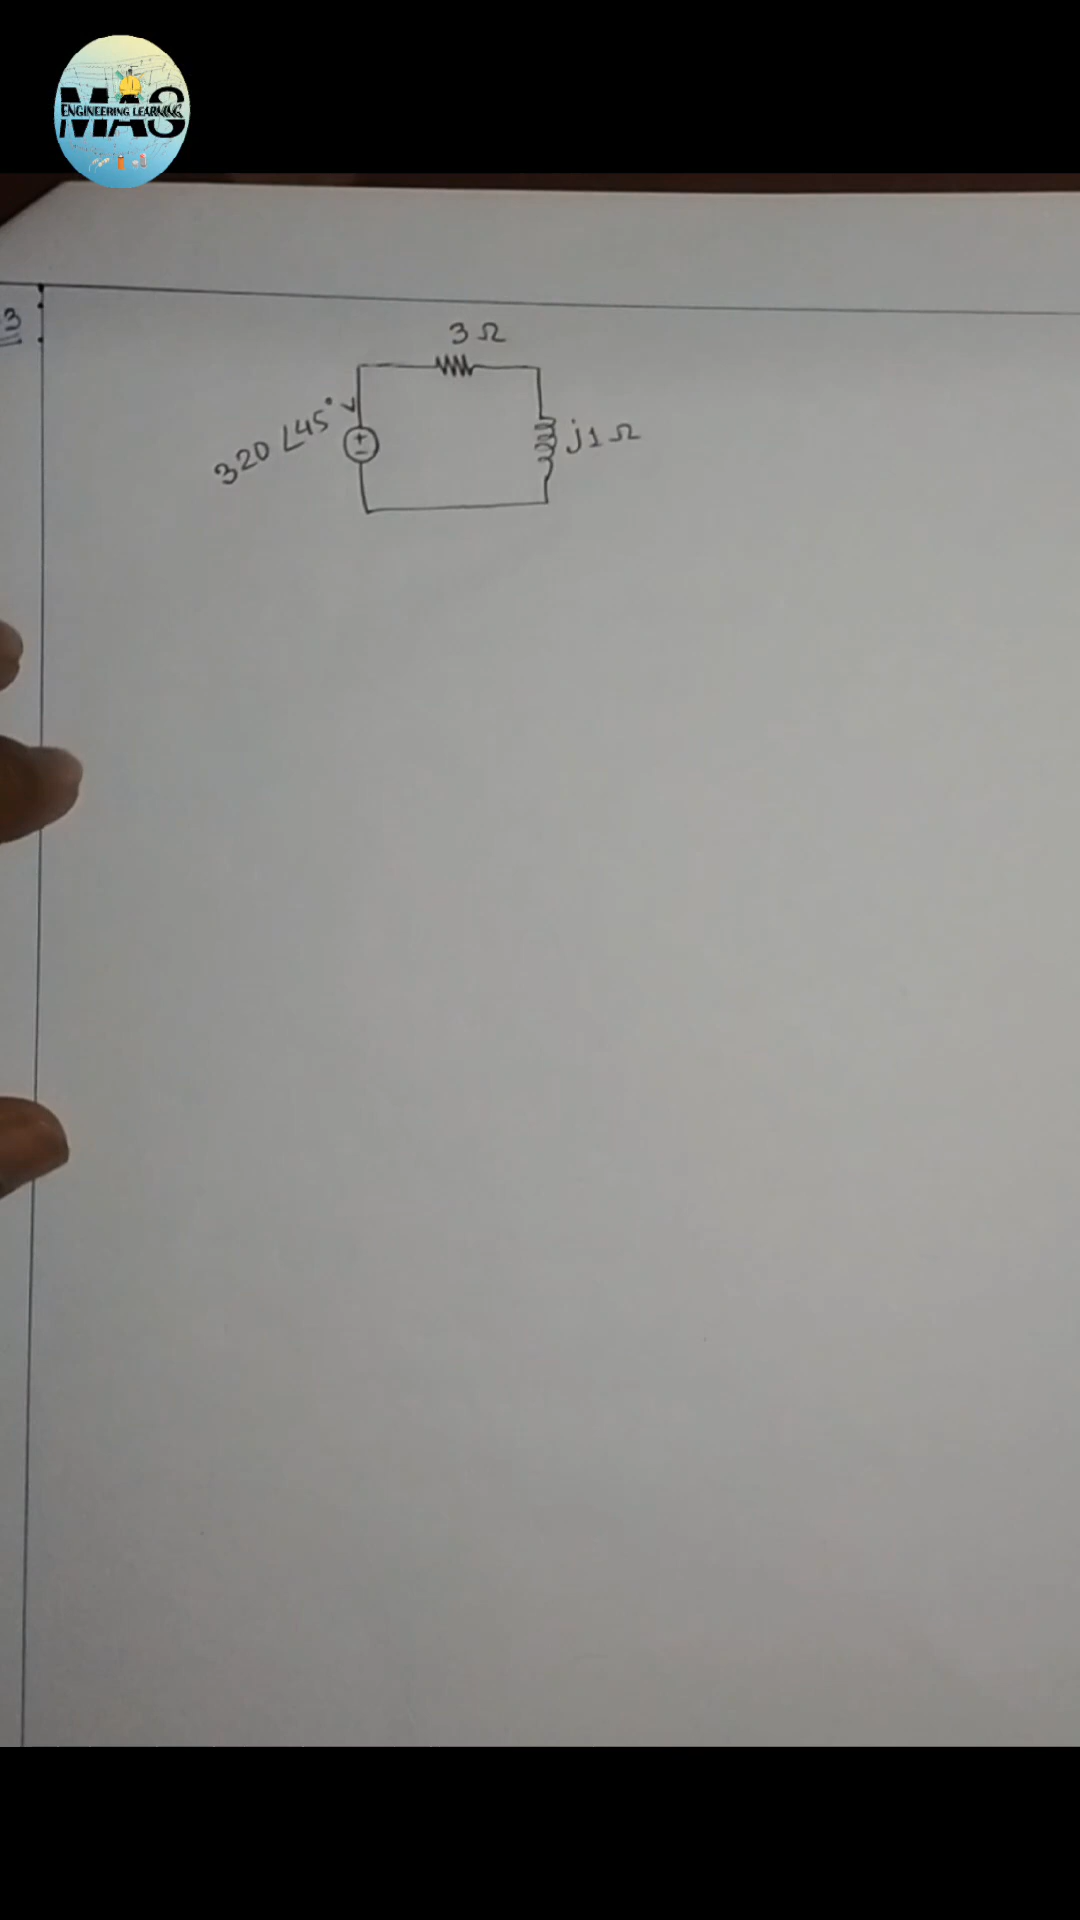 MAS
ENGINEERING LEARNING
3
3 Ω
320 ∠45° V
+
-
j1 Ω